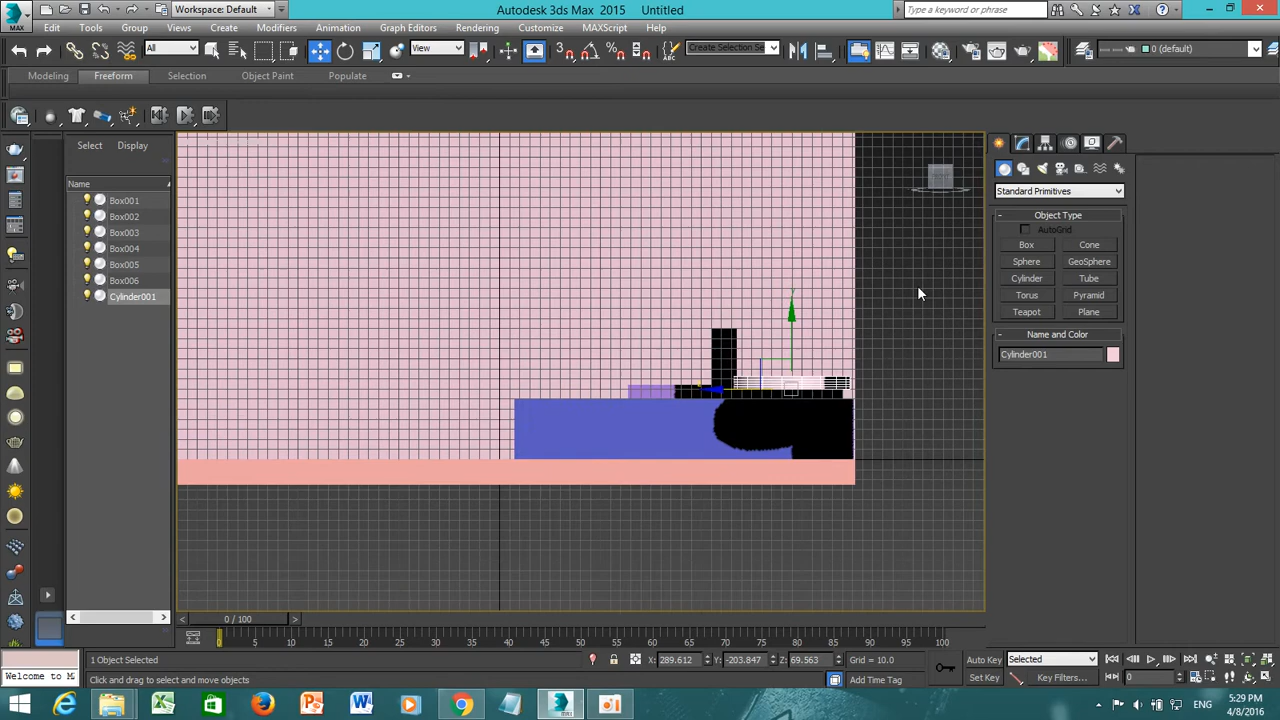 Workspace: Default
Autodesk 3ds Max 2015    Untitled
Type a keyword or phrase
MAX
Edit Tools Group Views Create Modifiers Animation Graph Editors Rendering Customize MAXScript Help
All View Create Selection Se 0 (default)
Modeling Freeform Selection Object Paint Populate
Select Display
Name
Box001
Box002
Box003
Box004
Box005
Box006
Cylinder001
Standard Primitives
- Object Type
AutoGrid
Box Cone
Sphere GeoSphere
Cylinder Tube
Torus Pyramid
Teapot Plane
- Name and Color
Cylinder001
y
< 0 / 100 >
0 5 10 15 20 25 30 35 40 45 50 55 60 65 70 75 80 85 90 95 100
1 Object Selected X: 289.612 Y: -203.847 Z: 69.563 Grid = 10.0 Auto Key Selected
Welcome to M Click and drag to select and move objects Add Time Tag Set Key Key Filters... 0
ENG 5:29 PM
4/8/2016